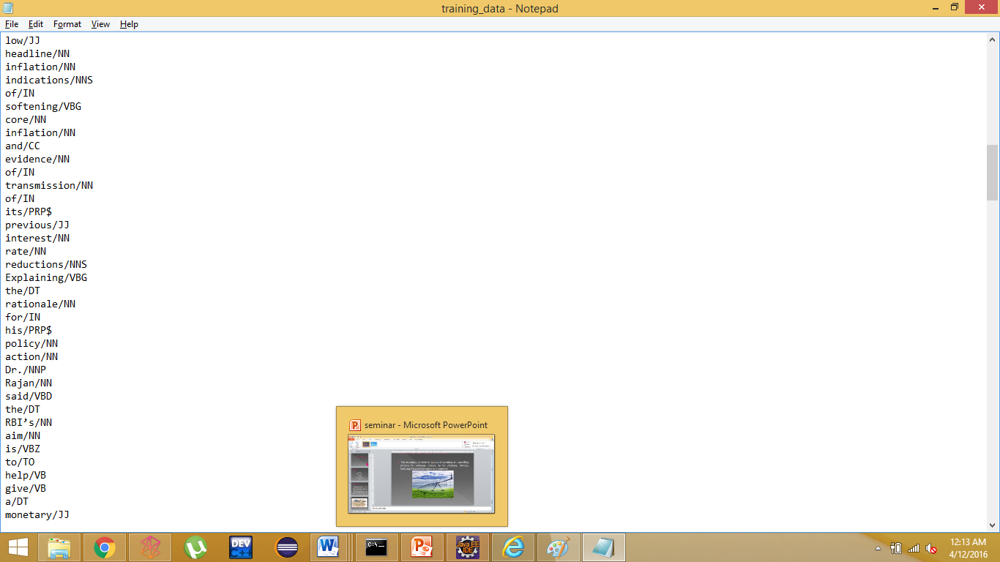 training_data - Notepad
File Edit Format View Help
low/JJ
headline/NN
inflation/NN
indications/NNS
of/IN
softening/VBG
core/NN
inflation/NN
and/CC
evidence/NN
of/IN
transmission/NN
of/IN
its/PRP$
previous/JJ
interest/NN
rate/NN
reductions/NNS
Explaining/VBG
the/DT
rationale/NN
for/IN
his/PRP$
policy/NN
action/NN
Dr./NNP
Rajan/NN
said/VBD
the/DT
RBI’s/NN
aim/NN
is/VBZ
to/TO
help/VB
give/VB
a/DT
monetary/JJ
seminar - Microsoft PowerPoint
DEV
C++
C:\_
Java EE
IDE
12:13 AM
4/12/2016